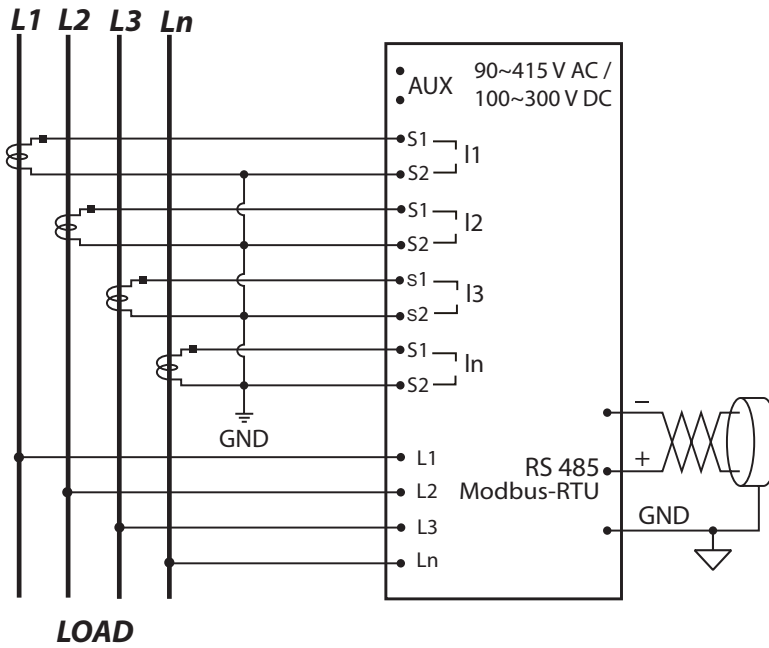 L1 L2 L3 Ln
AUX
90~415 V AC /
100~300 V DC
S1
S2
I1
S1
S2
I2
s1
s2
I3
S1
S2
In
GND
L1
L2
L3
Ln
RS 485
Modbus-RTU
−
+
GND
LOAD